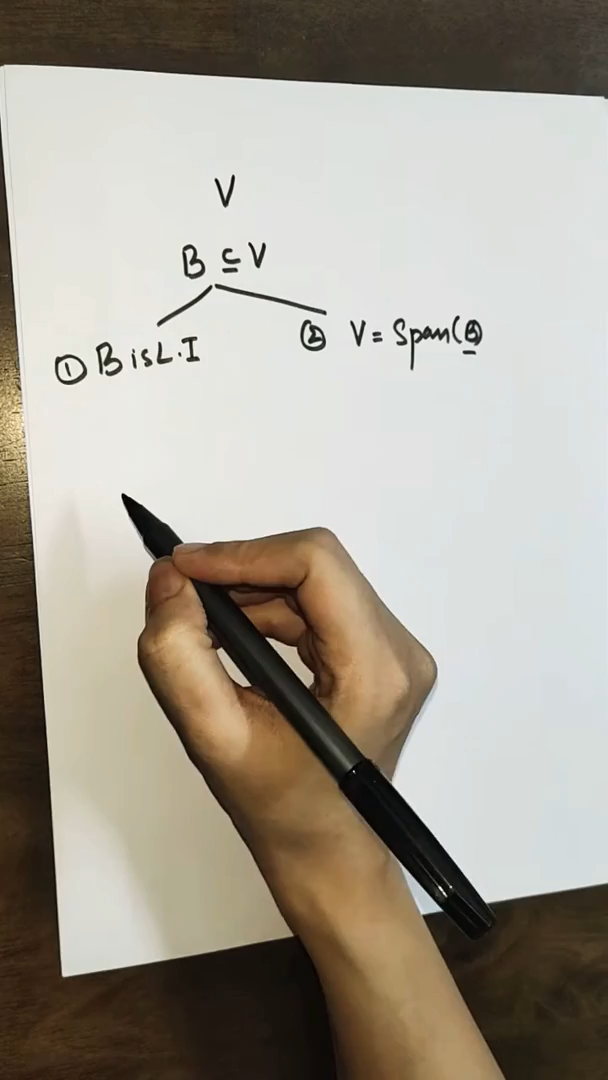 V
B ⊆ V
① B is L.I
② V = Span(B)